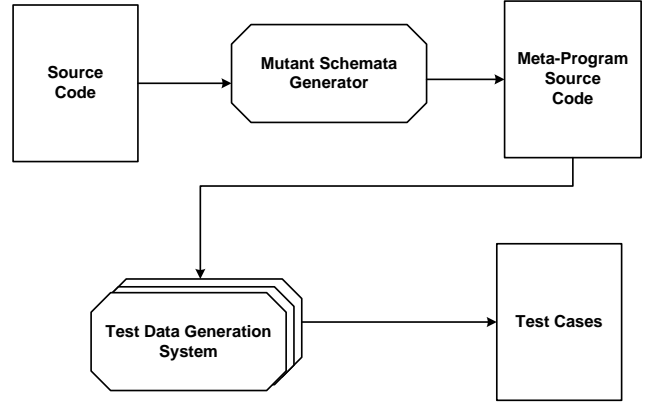 Source
Code
Mutant Schemata
Generator
Meta-Program
Source
Code
Test Data Generation
System
Test Cases